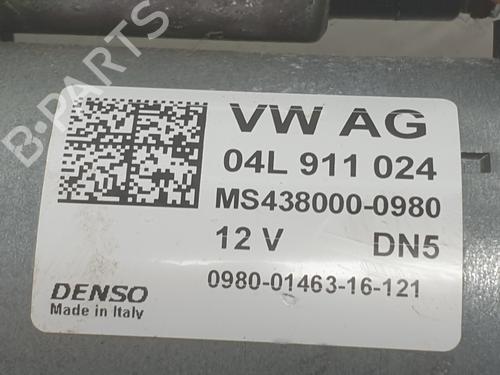 VW AG
04L 911 024
MS438000-0980
12 V DN5
0980-01463-16-121
DENSO
Made in Italy
B-PARTS